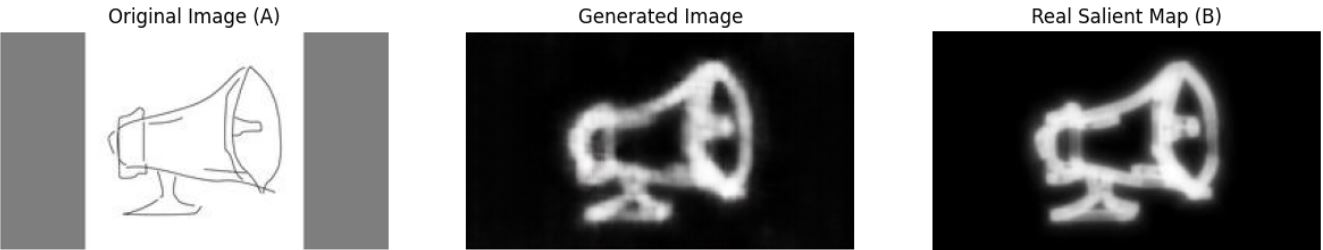 Original Image (A)
Generated Image
Real Salient Map (B)